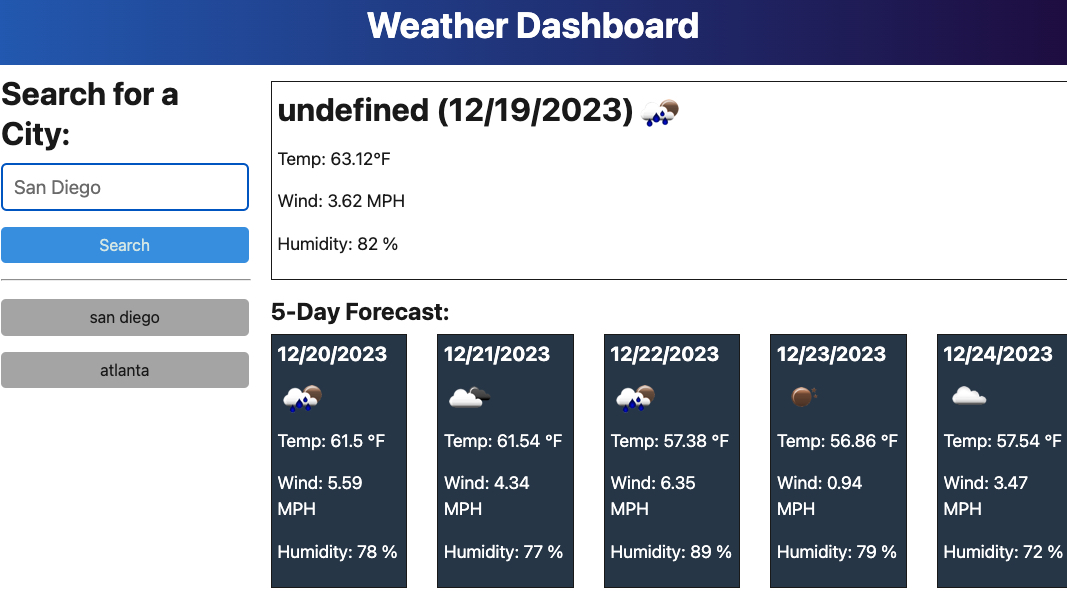 Weather Dashboard
Search for a
City:
San Diego
Search
san diego
atlanta
undefined (12/19/2023)
Temp: 63.12°F
Wind: 3.62 MPH
Humidity: 82 %
5-Day Forecast:
12/20/2023
Temp: 61.5 °F
Wind: 5.59
MPH
Humidity: 78 %
12/21/2023
Temp: 61.54 °F
Wind: 4.34
MPH
Humidity: 77 %
12/22/2023
Temp: 57.38 °F
Wind: 6.35
MPH
Humidity: 89 %
12/23/2023
Temp: 56.86 °F
Wind: 0.94
MPH
Humidity: 79 %
12/24/2023
Temp: 57.54 °F
Wind: 3.47
MPH
Humidity: 72 %